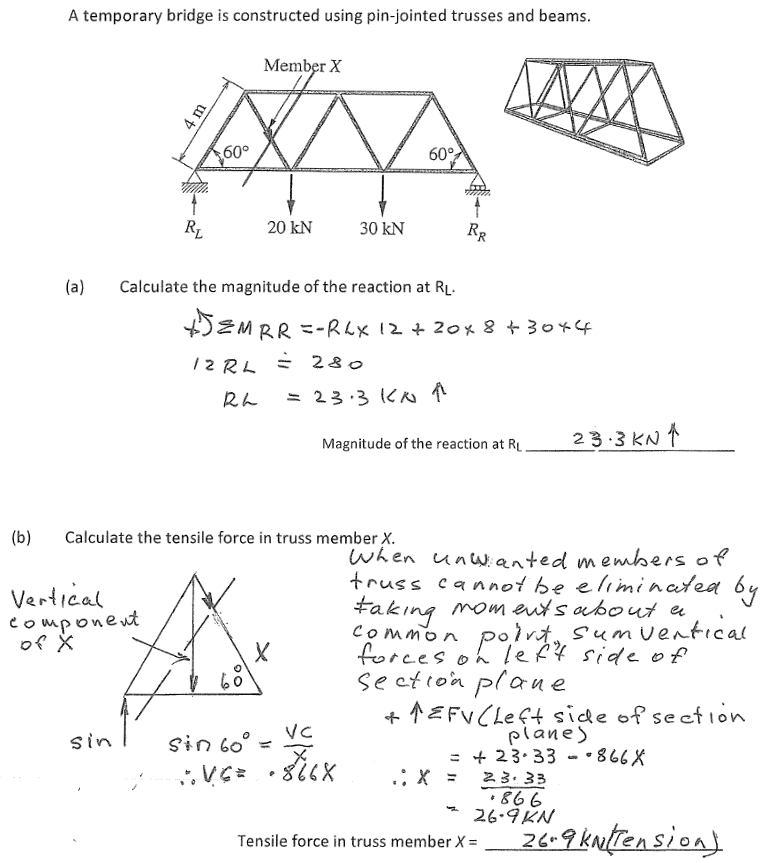 A temporary bridge is constructed using pin-jointed trusses and beams.
Member X
4 m
60°
60°
R_L
20 kN
30 kN
R_R
(a) Calculate the magnitude of the reaction at R_L.
+ ΣM RR = -RL x 12 + 20 x 8 + 30 x 4
12 RL = 280
RL = 23.3 KN ↑
Magnitude of the reaction at R_L 23.3 KN ↑
(b) Calculate the tensile force in truss member X.
When unwanted members of
truss cannot be eliminated by
taking moments about a
common point, sum vertical
forces on left side of
section plane
Vertical
component
of X
X
60°
sin
sin 60° = VC/X
∴ VC = .866X
+ ↑ΣFV (Left side of section
plane)
= + 23.33 - .866X
∴ X = 23.33
.866
= 26.9 KN
Tensile force in truss member X = 26.9 kN (Tension)